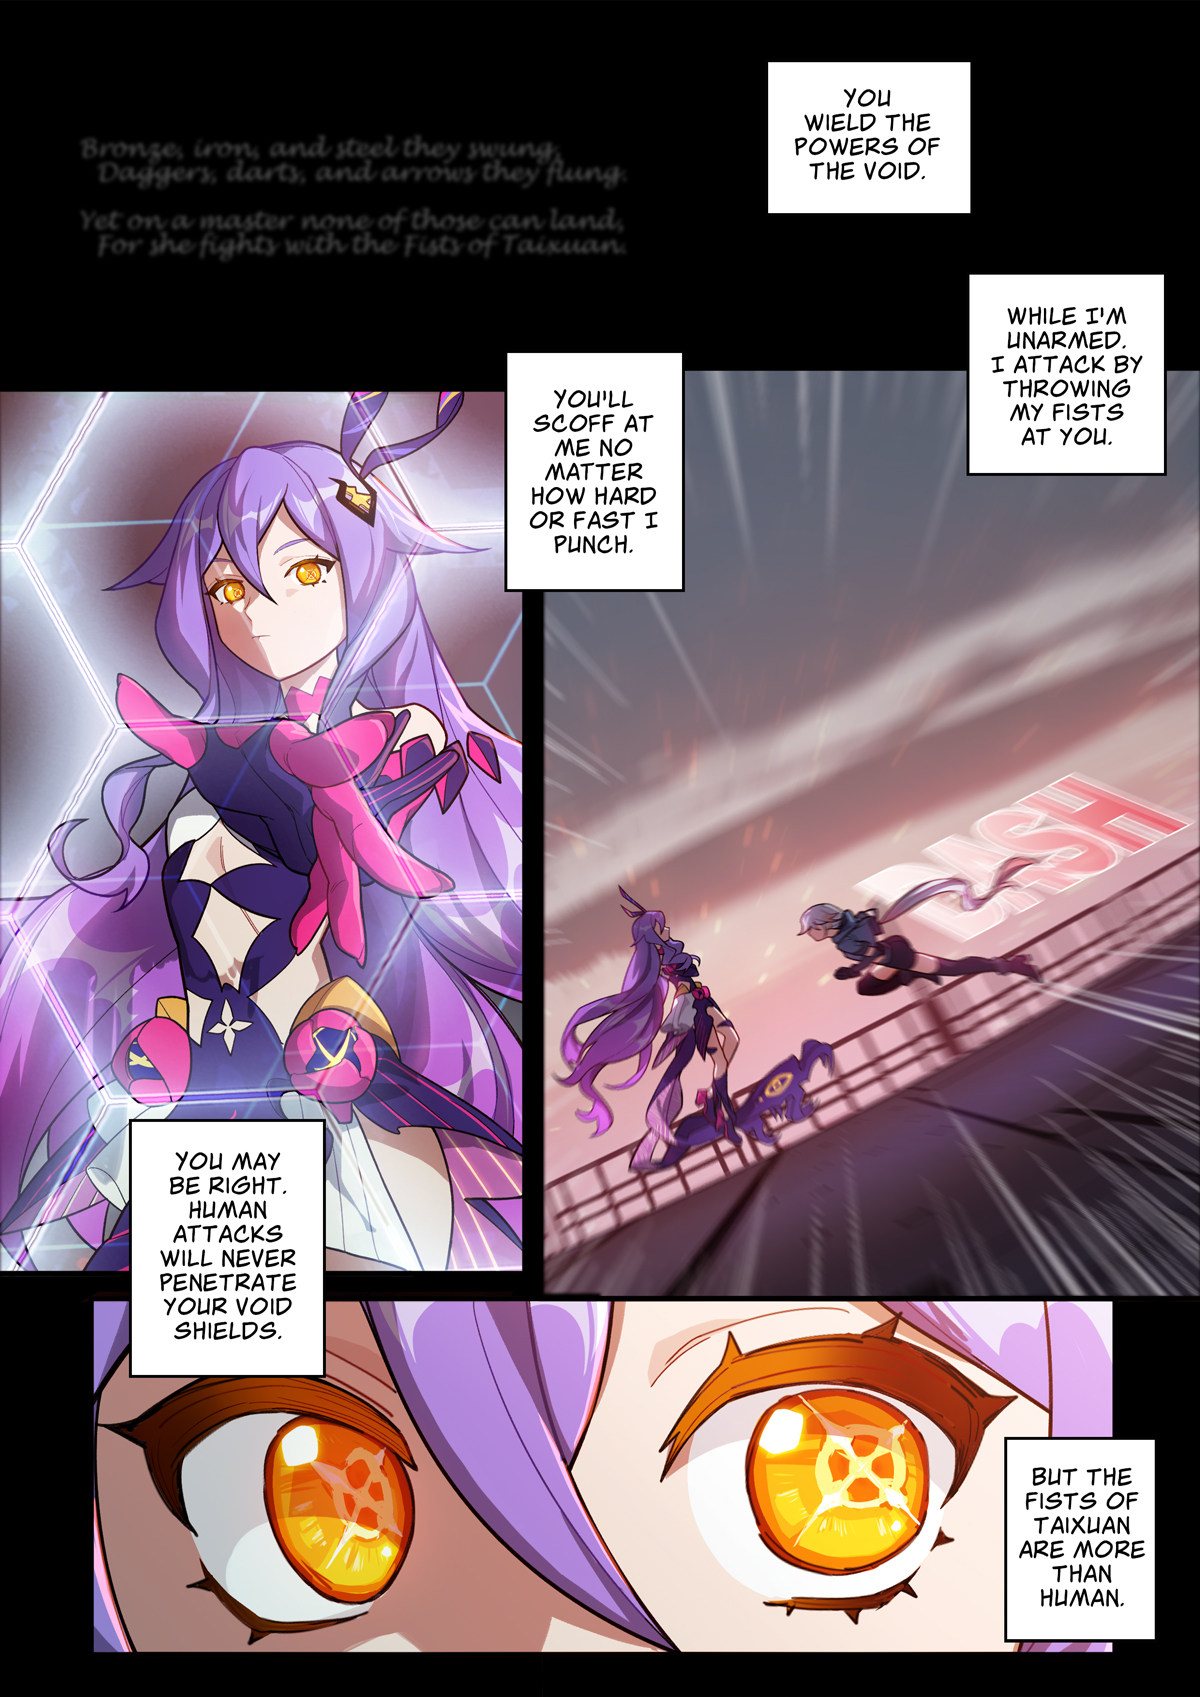 Bronze, iron, and steel they swung,
Daggers, darts, and arrows they flung.
Yet on a master none of those can land,
For she fights with the Fists of Taixuan.
YOU
WIELD THE
POWERS OF
THE VOID.
WHILE I'M
UNARMED.
I ATTACK BY
THROWING
MY FISTS
AT YOU.
YOU'LL
SCOFF AT
ME NO
MATTER
HOW HARD
OR FAST I
PUNCH.
DASH
YOU MAY
BE RIGHT.
HUMAN
ATTACKS
WILL NEVER
PENETRATE
YOUR VOID
SHIELDS.
BUT THE
FISTS OF
TAIXUAN
ARE MORE
THAN
HUMAN.